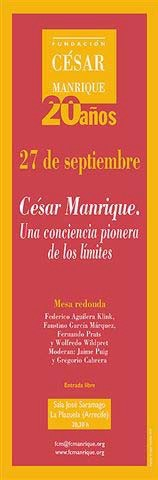 FUNDACIÓN
CÉSAR
MANRIQUE
20 años
27 de septiembre
César Manrique.
Una conciencia pionera
de los límites
Mesa redonda
Federico Aguilera Klink,
Faustino García Márquez,
Fernando Prats
y Wolfredo Wildpret
Moderan: Jaime Puig
y Gregorio Cabrera
Entrada libre
Sala José Saramago
La Plazuela (Arrecife)
20,30 h
fcm@fcmanrique.org
www.fcmanrique.org